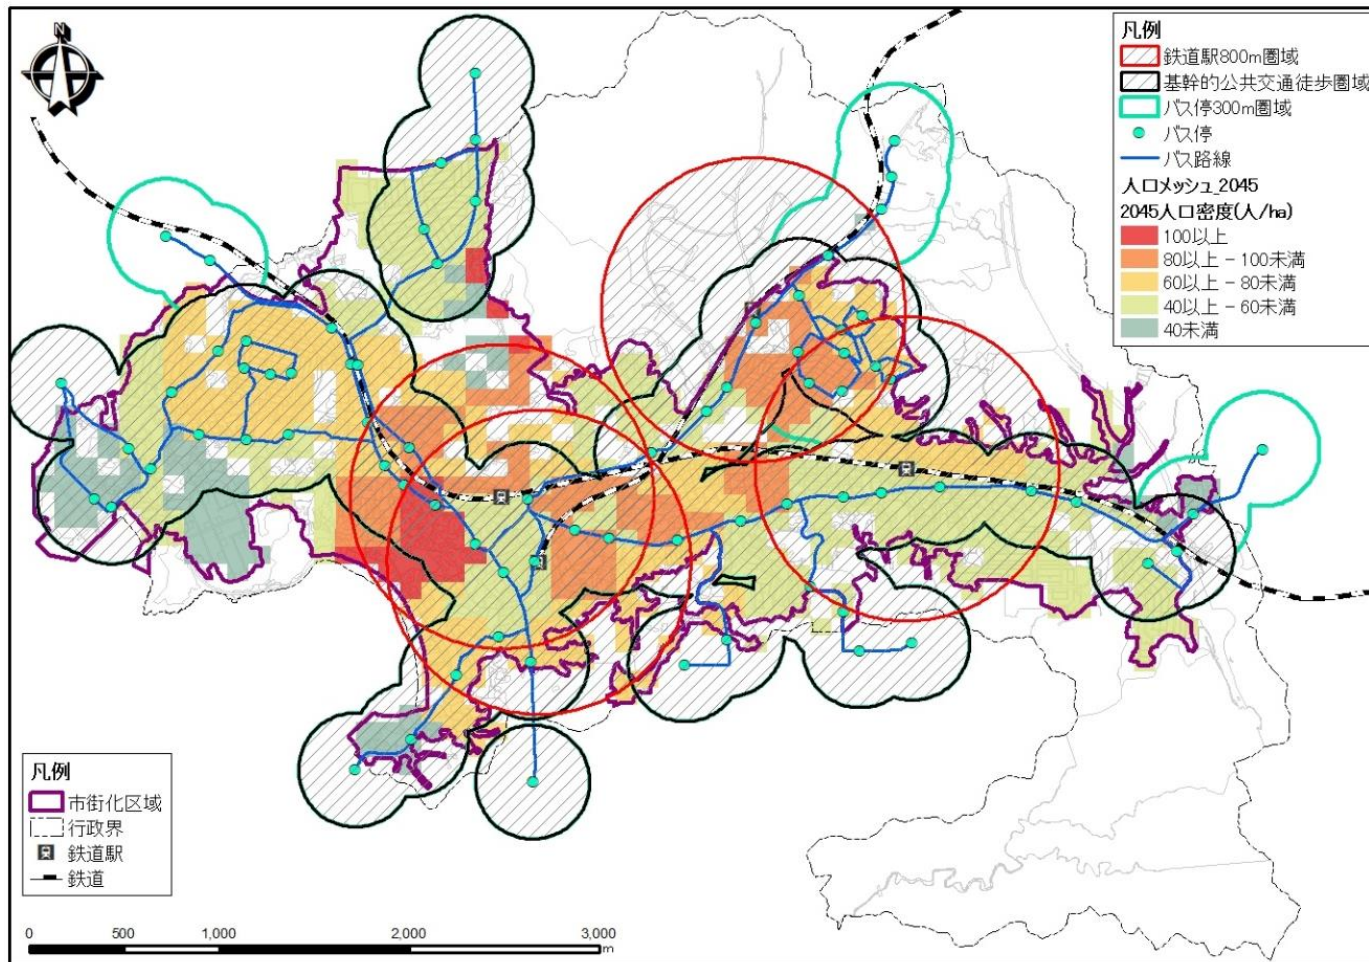 N
凡例
鉄道駅800m圏域
基幹的公共交通徒歩圏域
バス停300m圏域
バス停
バス路線
人口メッシュ_2045
2045人口密度(人/ha)
100以上
80以上 - 100未満
60以上 - 80未満
40以上 - 60未満
40未満
凡例
市街化区域
行政界
鉄道駅
鉄道
0 500 1,000 2,000 3,000
m